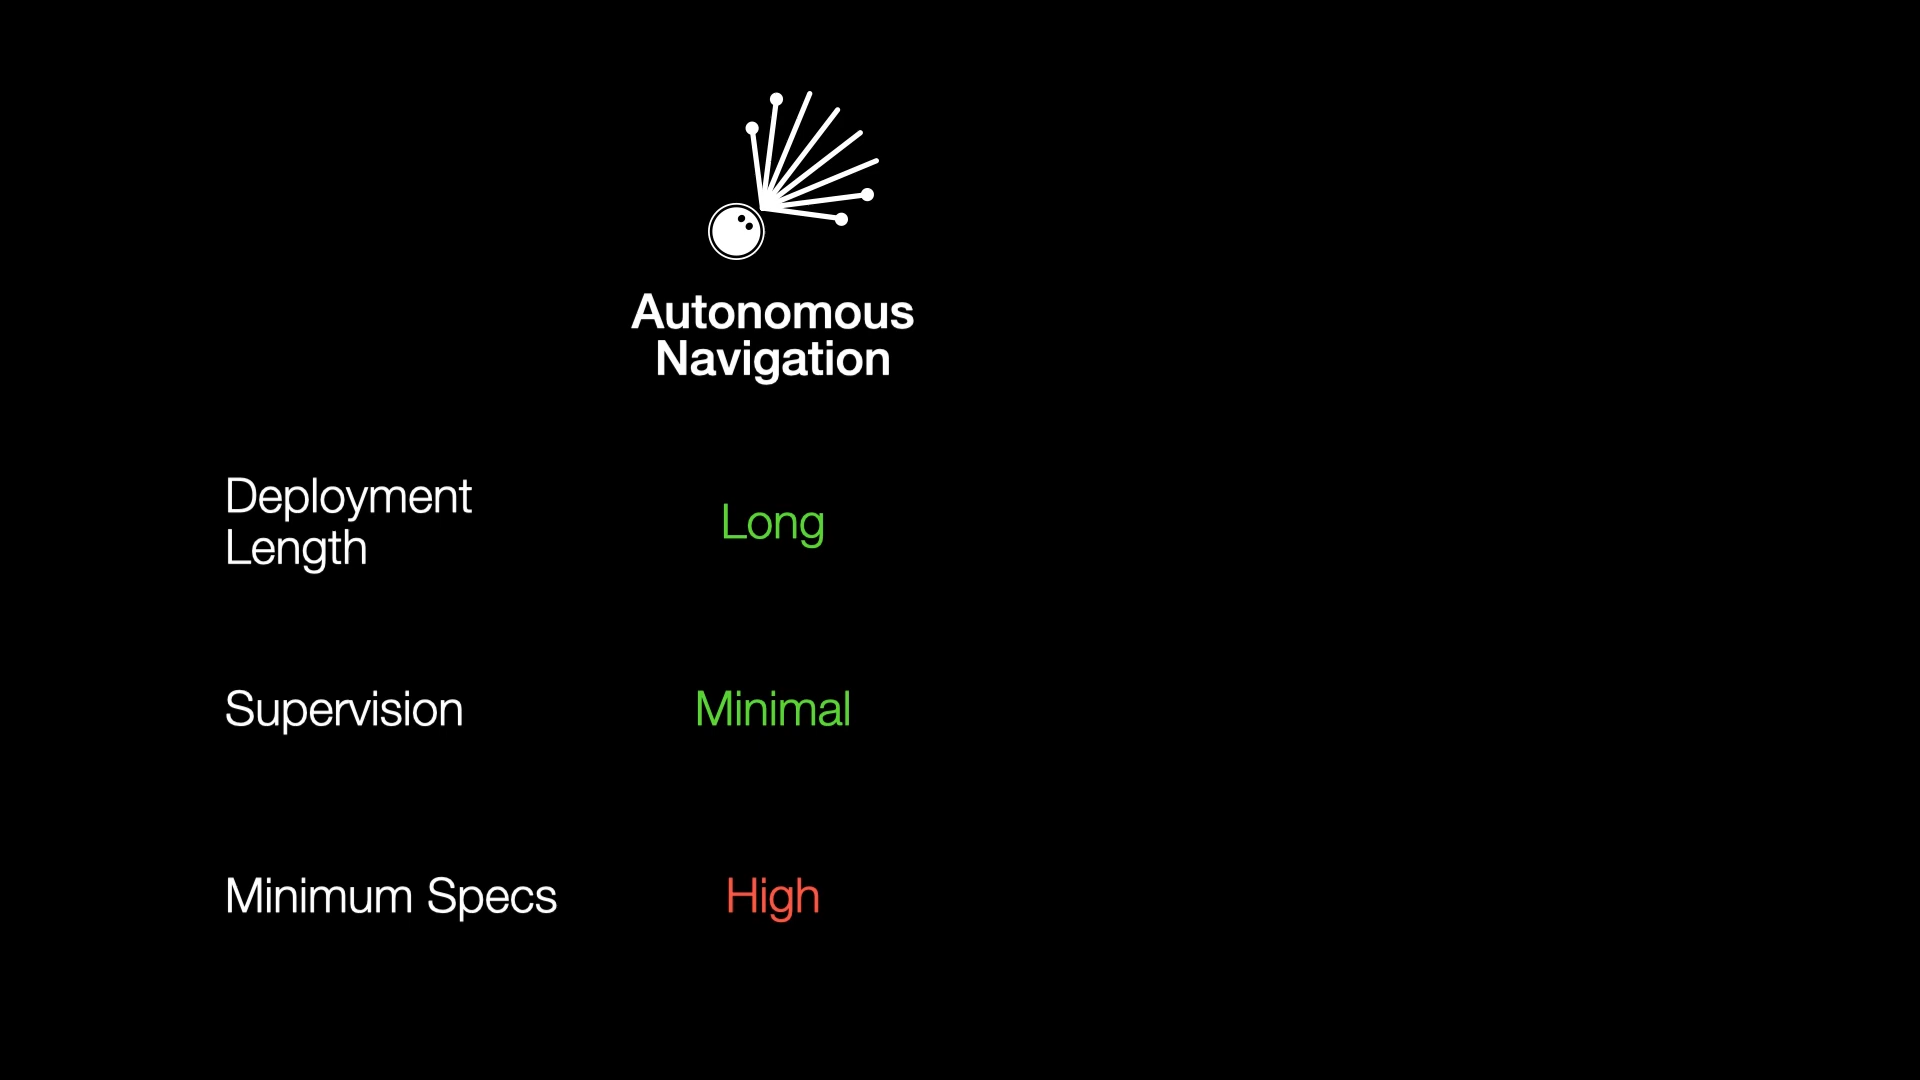 Autonomous
Navigation
Deployment
Length
Long
Supervision
Minimal
Minimum Specs
High